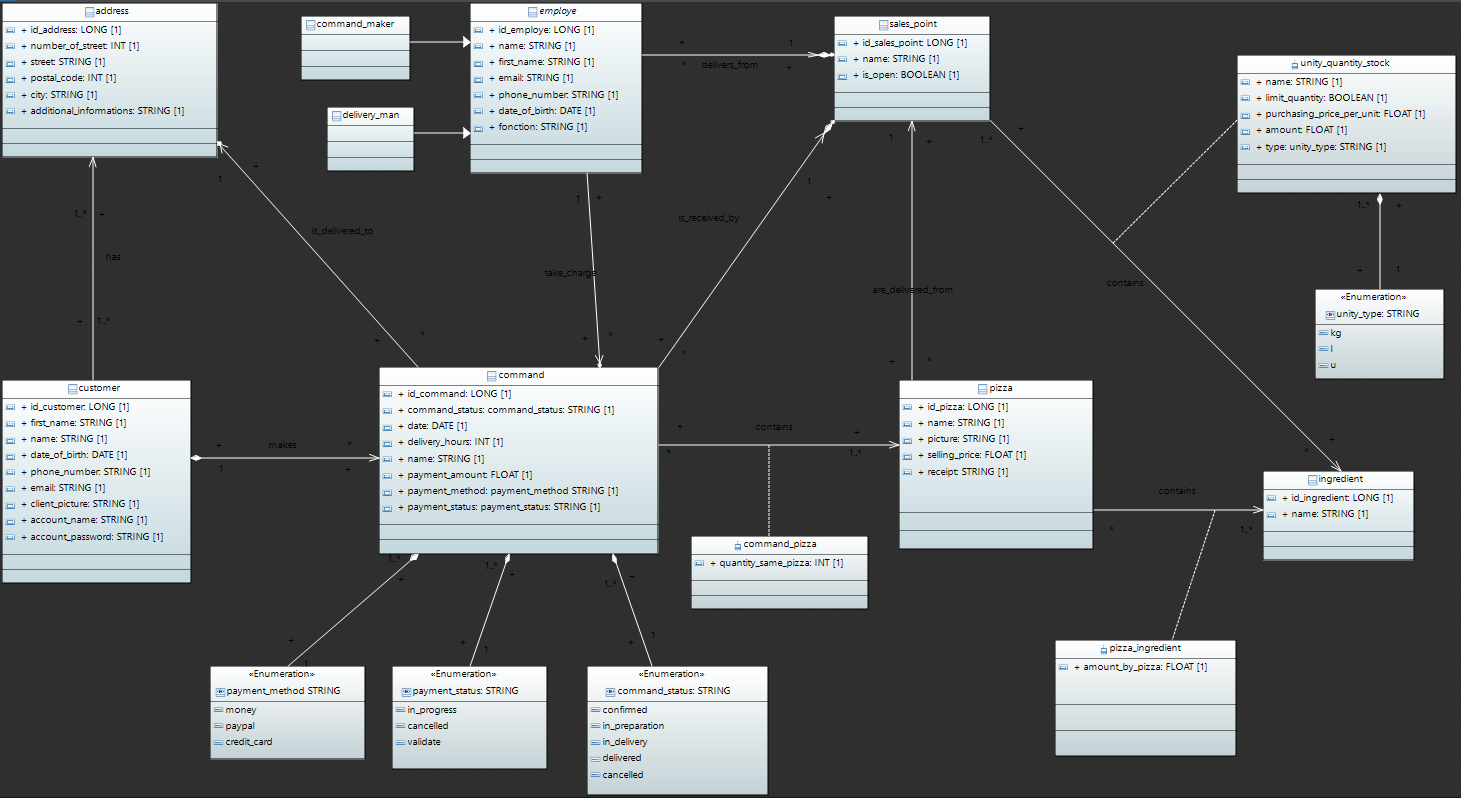 address
+ id_address: LONG [1]
+ number_of_street: INT [1]
+ street: STRING [1]
+ postal_code: INT [1]
+ city: STRING [1]
+ additional_informations: STRING [1]
command_maker
delivery_man
employe
+ id_employe: LONG [1]
+ name: STRING [1]
+ first_name: STRING [1]
+ email: STRING [1]
+ phone_number: STRING [1]
+ date_of_birth: DATE [1]
+ fonction: STRING [1]
+ 1
delivers_from
* +
sales_point
+ id_sales_point: LONG [1]
+ name: STRING [1]
+ is_open: BOOLEAN [1]
unity_quantity_stock
+ name: STRING [1]
+ limit_quantity: BOOLEAN [1]
+ purchasing_price_per_unit: FLOAT [1]
+ amount: FLOAT [1]
+ type: unity_type: STRING [1]
1..* +
+ 1
«Enumeration»
unity_type: STRING
kg
l
u
1..* +
has
+ 1..*
+
1
is_delivered_to
*
+
1 +
take_charge
+ *
1
+
is_received_by
+
*
1 +
are_delivered_from
+ *
+
1..*
contains
+
*
customer
+ id_customer: LONG [1]
+ first_name: STRING [1]
+ name: STRING [1]
+ date_of_birth: DATE [1]
+ phone_number: STRING [1]
+ email: STRING [1]
+ client_picture: STRING [1]
+ account_name: STRING [1]
+ account_password: STRING [1]
+ *
makes
1 +
command
+ id_command: LONG [1]
+ command_status: command_status: STRING [1]
+ date: DATE [1]
+ delivery_hours: INT [1]
+ name: STRING [1]
+ payment_amount: FLOAT [1]
+ payment_method: payment_method STRING [1]
+ payment_status: payment_status: STRING [1]
+ contains +
* 1..*
pizza
+ id_pizza: LONG [1]
+ name: STRING [1]
+ picture: STRING [1]
+ selling_price: FLOAT [1]
+ receipt: STRING [1]
contains
* 1..*
ingredient
+ id_ingredient: LONG [1]
+ name: STRING [1]
command_pizza
+ quantity_same_pizza: INT [1]
pizza_ingredient
+ amount_by_pizza: FLOAT [1]
1..*
+
+
1
1..* +
+ 1
1..* +
+ 1
«Enumeration»
payment_method STRING
money
paypal
credit_card
«Enumeration»
payment_status: STRING
in_progress
cancelled
validate
«Enumeration»
command_status: STRING
confirmed
in_preparation
in_delivery
delivered
cancelled